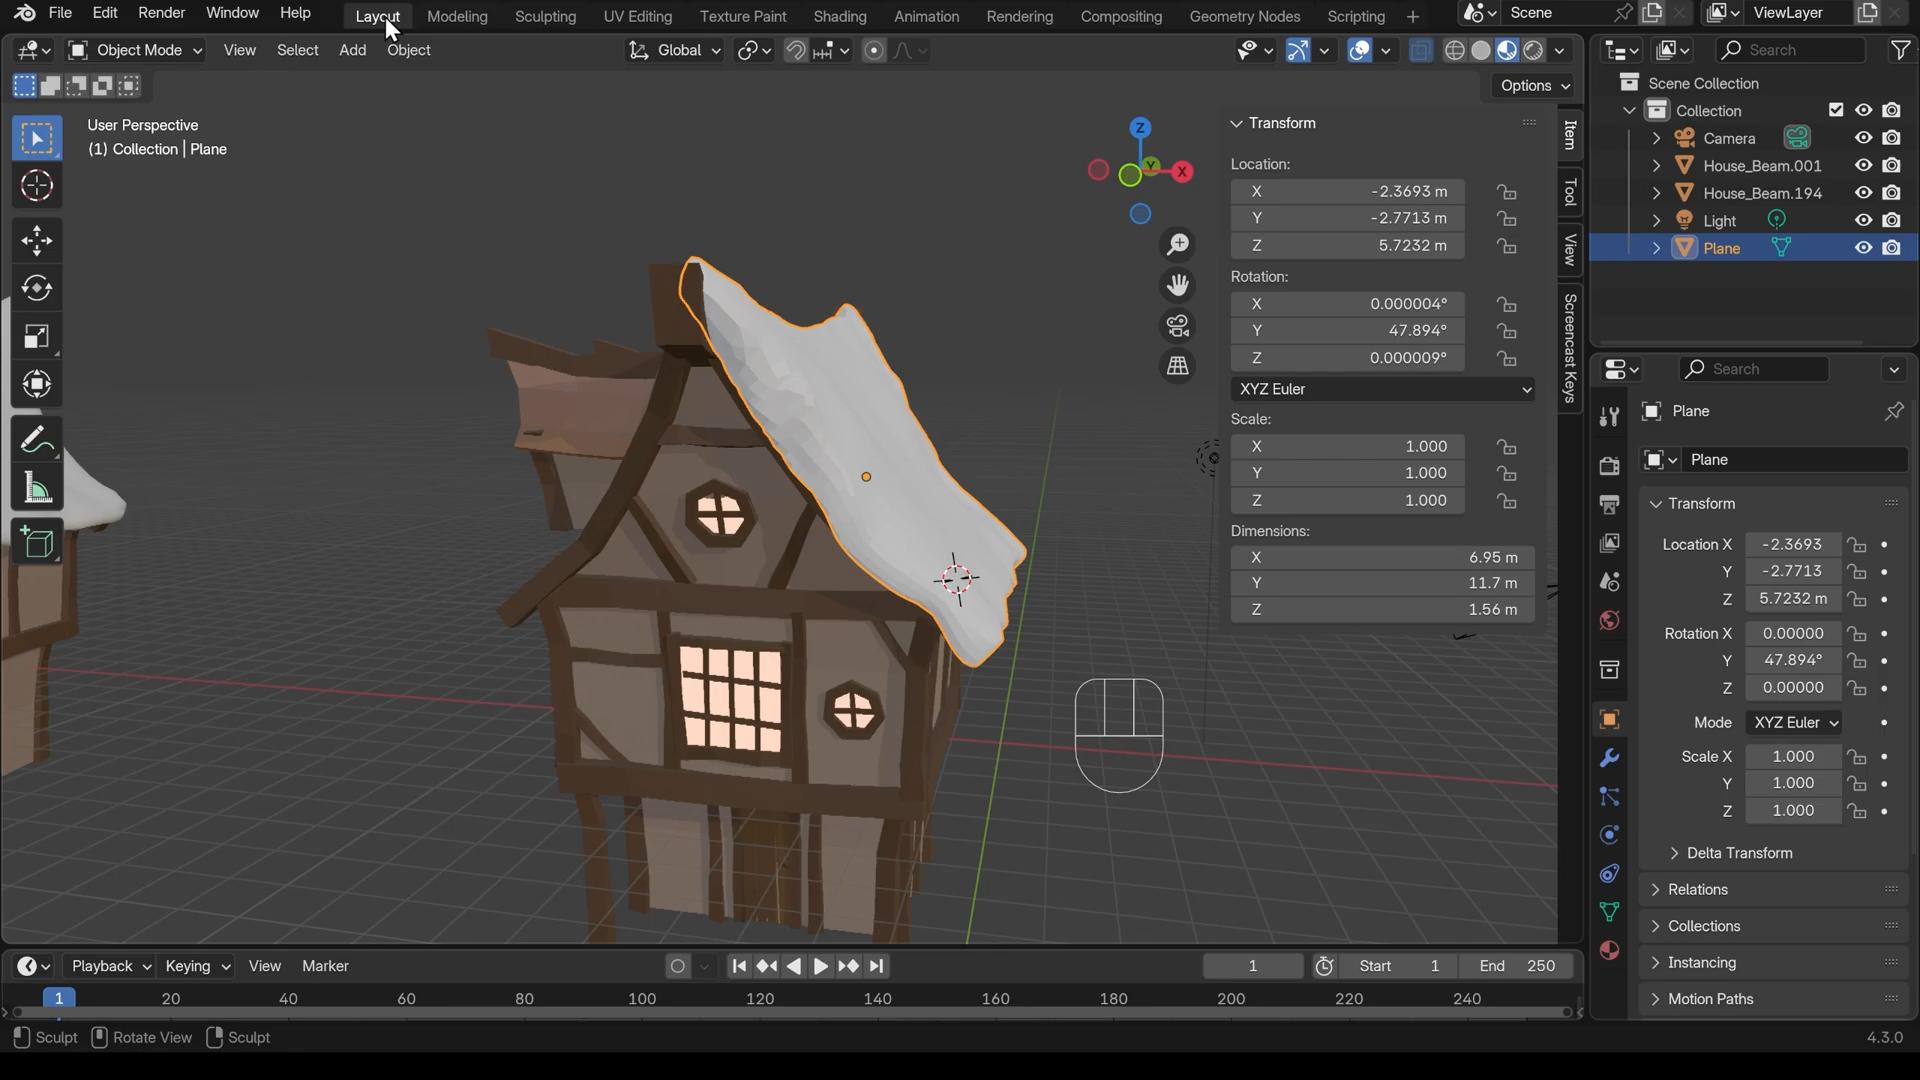 File Edit Render Window Help Layout Modeling Sculpting UV Editing Texture Paint Shading Animation Rendering Compositing Geometry Nodes Scripting + Scene ViewLayer
Object Mode View Select Add Object Global Search
Options
User Perspective
(1) Collection | Plane
Z
Y
X
Transform
Location:
X -2.3693 m
Y -2.7713 m
Z 5.7232 m
Rotation:
X 0.000004°
Y 47.894°
Z 0.000009°
XYZ Euler
Scale:
X 1.000
Y 1.000
Z 1.000
Dimensions:
X 6.95 m
Y 11.7 m
Z 1.56 m
Item
Tool
View
Screencast Keys
Scene Collection
Collection
Camera
House_Beam.001
House_Beam.194
Light
Plane
Search
Plane
Plane
Transform
Location X -2.3693
Y -2.7713
Z 5.7232 m
Rotation X 0.00000
Y 47.894°
Z 0.00000
Mode XYZ Euler
Scale X 1.000
Y 1.000
Z 1.000
Delta Transform
Relations
Collections
Instancing
Motion Paths
Playback Keying View Marker 1 Start 1 End 250
1 20 40 60 80 100 120 140 160 180 200 220 240
Sculpt Rotate View Sculpt 4.3.0